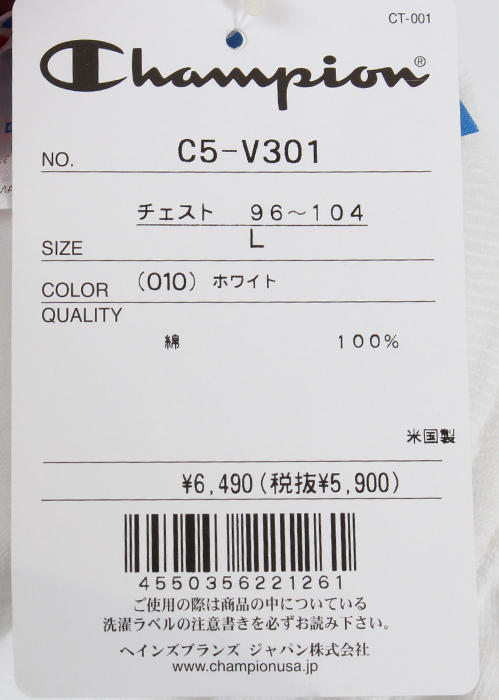 CT-001
Champion®
NO. C5-V301
チェスト 96～104
SIZE L
COLOR (010) ホワイト
QUALITY
綿 100%
米国製
¥6,490(税抜¥5,900)
4550356221261
ご使用の際は商品の中についている
洗濯ラベルの注意書きを必ずお読み下さい。
ヘインズブランズ ジャパン株式会社
www.championusa.jp